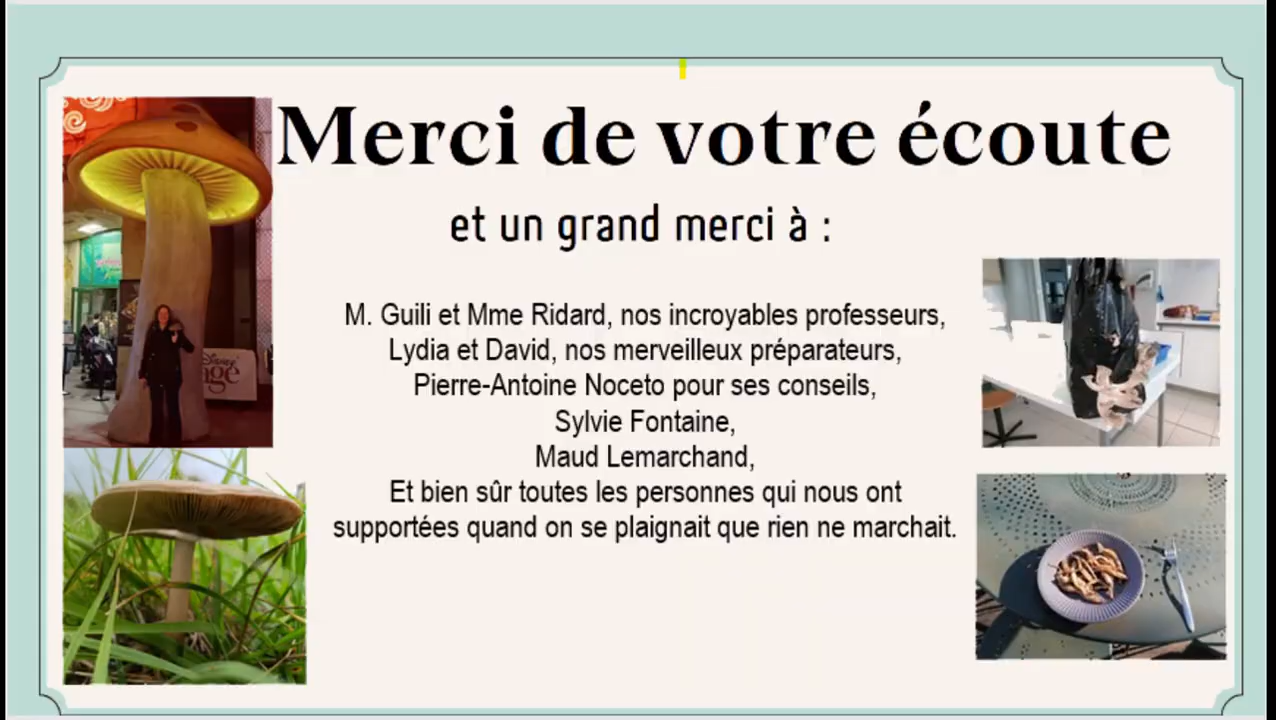 Merci de votre écoute
et un grand merci à :
M. Guili et Mme Ridard, nos incroyables professeurs,
Lydia et David, nos merveilleux préparateurs,
Pierre-Antoine Noceto pour ses conseils,
Sylvie Fontaine,
Maud Lemarchand,
Et bien sûr toutes les personnes qui nous ont
supportées quand on se plaignait que rien ne marchait.
Disney